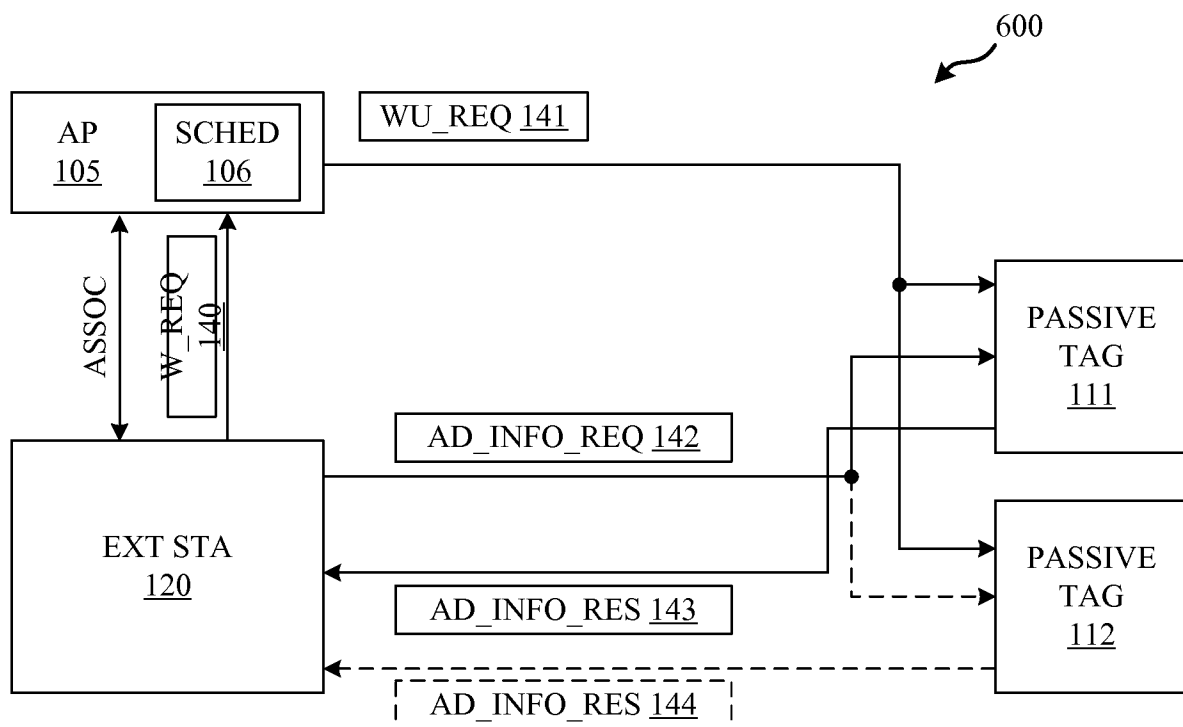 600
WU_REQ 141
AP
105
SCHED
106
ASSOC
W_REQ
140
PASSIVE
TAG
111
AD_INFO_REQ 142
EXT STA
120
PASSIVE
TAG
112
AD_INFO_RES 143
AD_INFO_RES 144